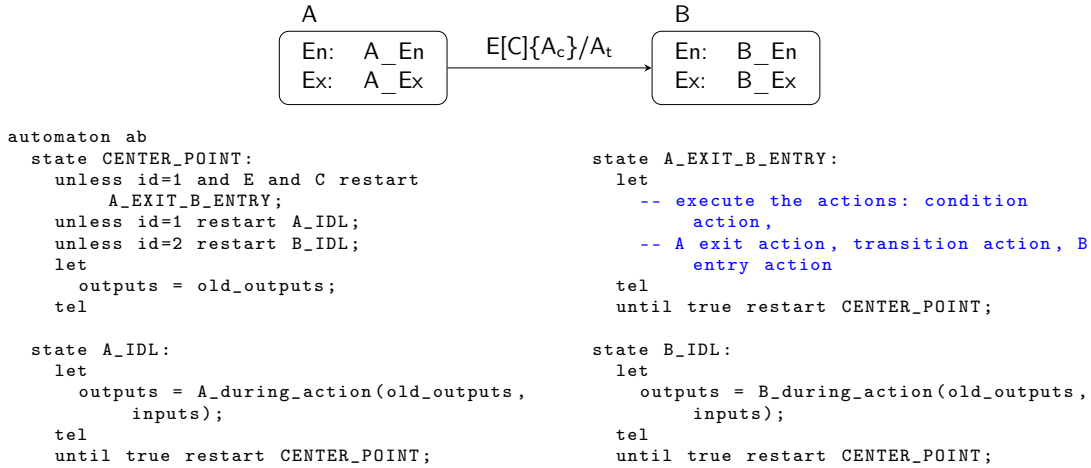 A
B
En: A_En
Ex: A_Ex
E[C]{Ac}/At
En: B_En
Ex: B_Ex
automaton ab
state CENTER_POINT:
unless id=1 and E and C restart
A_EXIT_B_ENTRY;
unless id=1 restart A_IDL;
unless id=2 restart B_IDL;
let
outputs = old_outputs;
tel
state A_IDL:
let
outputs = A_during_action(old_outputs,
inputs);
tel
until true restart CENTER_POINT;
state A_EXIT_B_ENTRY:
let
-- execute the actions: condition
action,
-- A exit action, transition action, B
entry action
tel
until true restart CENTER_POINT;
state B_IDL:
let
outputs = B_during_action(old_outputs,
inputs);
tel
until true restart CENTER_POINT;